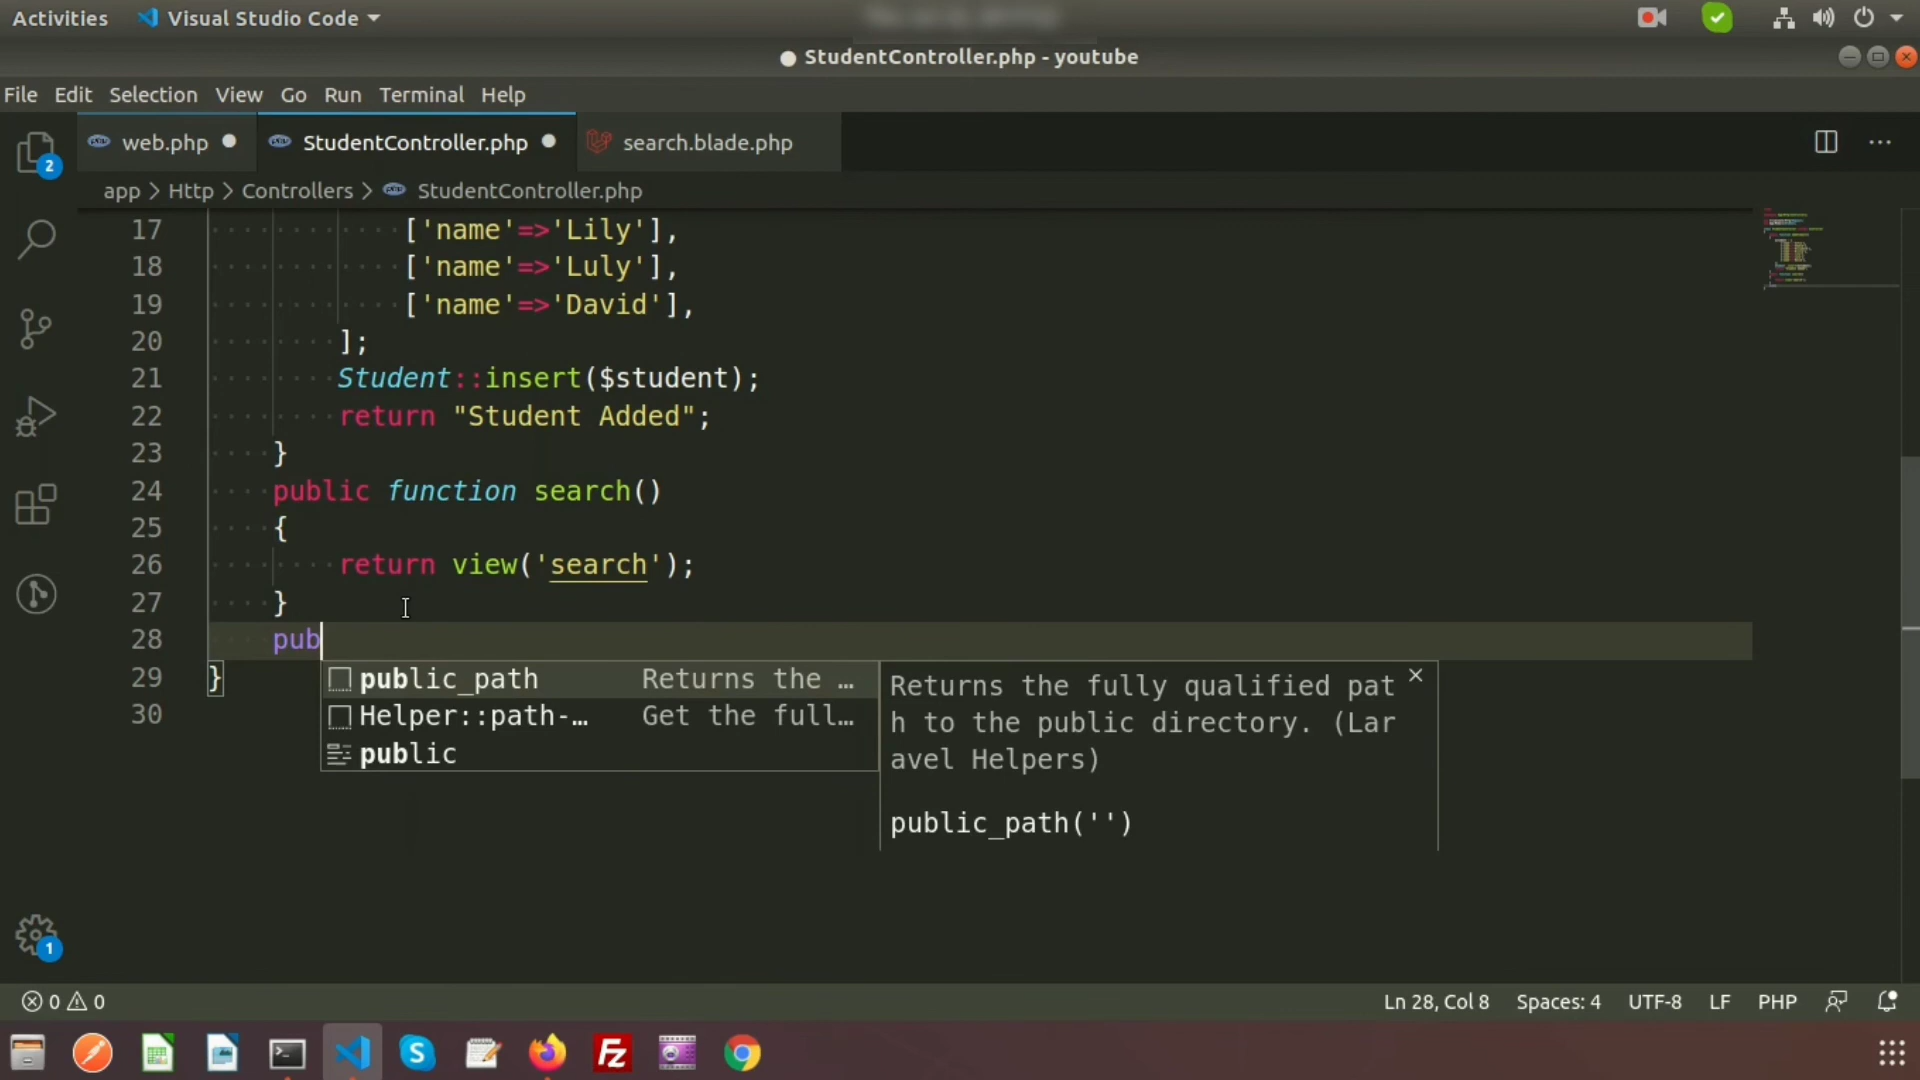 Activities Visual Studio Code
StudentController.php - youtube
File Edit Selection View Go Run Terminal Help
web.php StudentController.php search.blade.php
2
app > Http > Controllers > StudentController.php
17 ['name'=>'Lily'],
18 ['name'=>'Luly'],
19 ['name'=>'David'],
20 ];
21 Student::insert($student);
22 return "Student Added";
23 }
24 public function search()
25 {
26 return view('search');
27 }
28 pub
29 }
30
public_path Returns the …
Helper::path-… Get the full…
public
Returns the fully qualified pat
h to the public directory. (Lar
avel Helpers)
public_path('')
1
0 0 Ln 28, Col 8 Spaces: 4 UTF-8 LF PHP